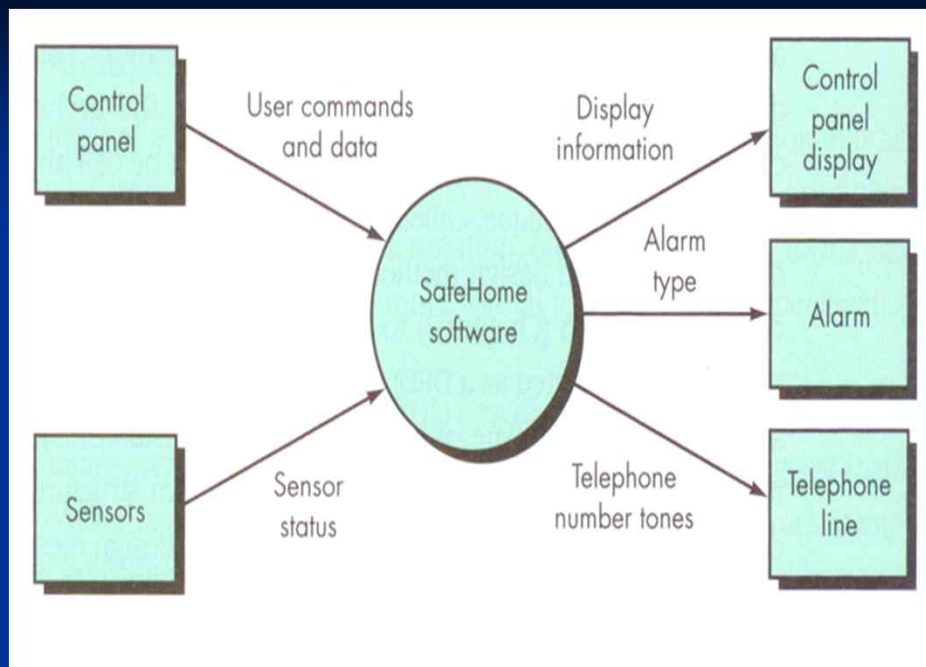 Control
panel
User commands
and data
Display
information
Control
panel
display
SafeHome
software
Alarm
type
Alarm
Sensors
Sensor
status
Telephone
number tones
Telephone
line